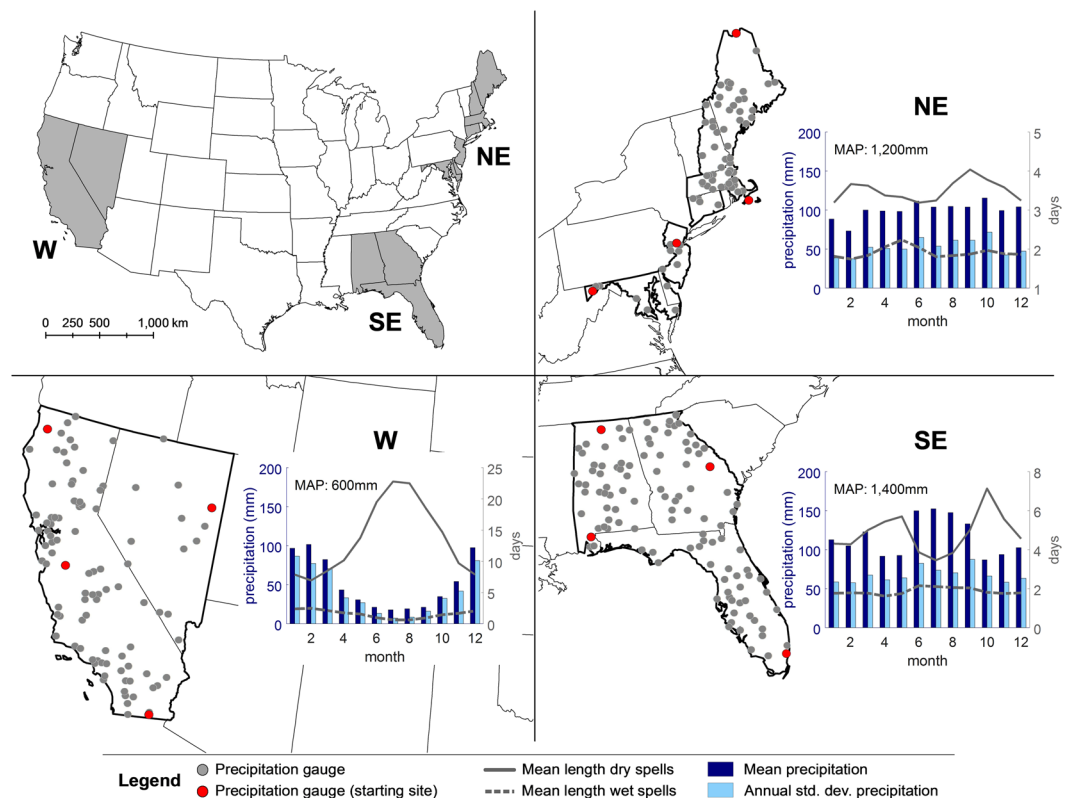 NE
W
SE
0 250 500 1,000 km
NE
MAP: 1,200mm
precipitation (mm)
200
150
100
50
0
5
4
3
2
1
days
2 4 6 8 10 12
month
W
MAP: 600mm
precipitation (mm)
200
150
100
50
0
25
20
15
10
5
0
days
2 4 6 8 10 12
month
SE
MAP: 1,400mm
precipitation (mm)
200
150
100
50
0
8
6
4
2
0
days
2 4 6 8 10 12
month
Legend
Precipitation gauge
Mean length dry spells
Mean precipitation
Precipitation gauge (starting site)
Mean length wet spells
Annual std. dev. precipitation